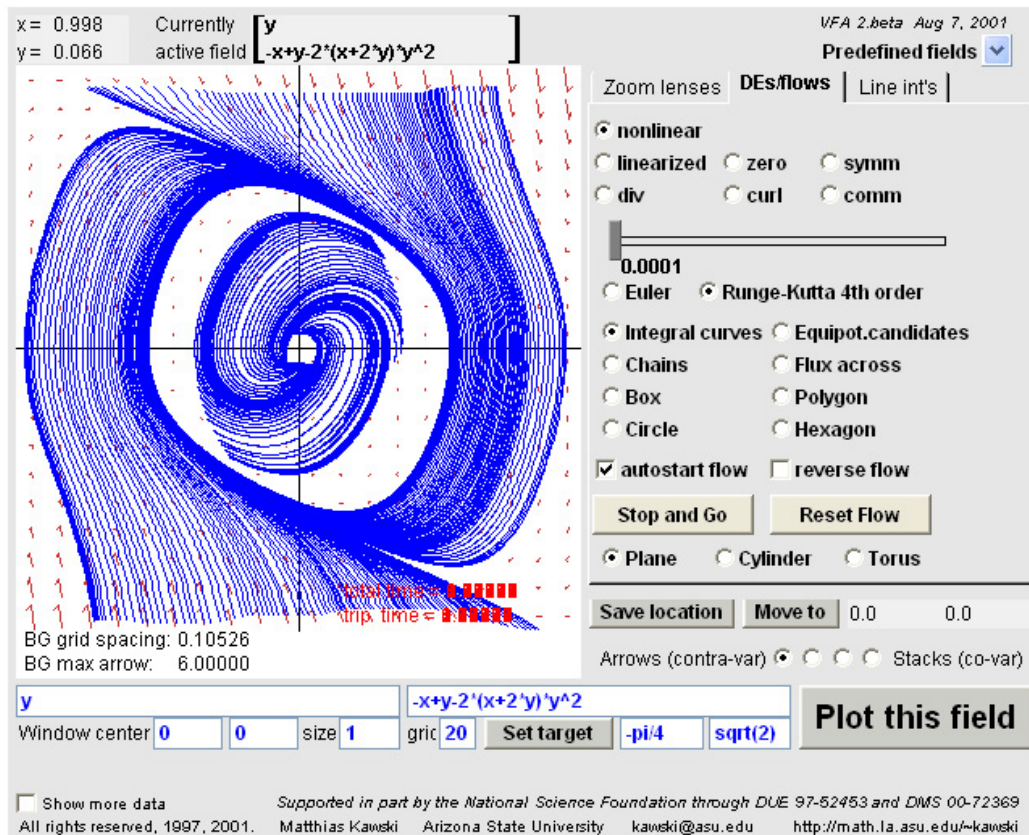 x = 0.998 Currently y VFA 2.beta Aug 7, 2001
y = 0.066 active field -x+y-2*(x+2*y)*y^2 Predefined fields
Zoom lenses DEs/flows Line int's
nonlinear
linearized zero symm
div curl comm
0.0001
Euler Runge-Kutta 4th order
Integral curves Equipot.candidates
Chains Flux across
Box Polygon
Circle Hexagon
autostart flow reverse flow
Stop and Go Reset Flow
Plane Cylinder Torus
total time =
trip. time =
Save location Move to 0.0 0.0
BG grid spacing: 0.10526
BG max arrow: 6.00000
Arrows (contra-var) Stacks (co-var)
y -x+y-2*(x+2*y)*y^2
Window center 0 0 size 1 gric 20 Set target -pi/4 sqrt(2)
Plot this field
Show more data Supported in part by the National Science Foundation through DUE 97-52453 and DMS 00-72369
All rights reserved, 1997, 2001. Matthias Kawski Arizona State University kawski@asu.edu http://math.la.asu.edu/~kawski